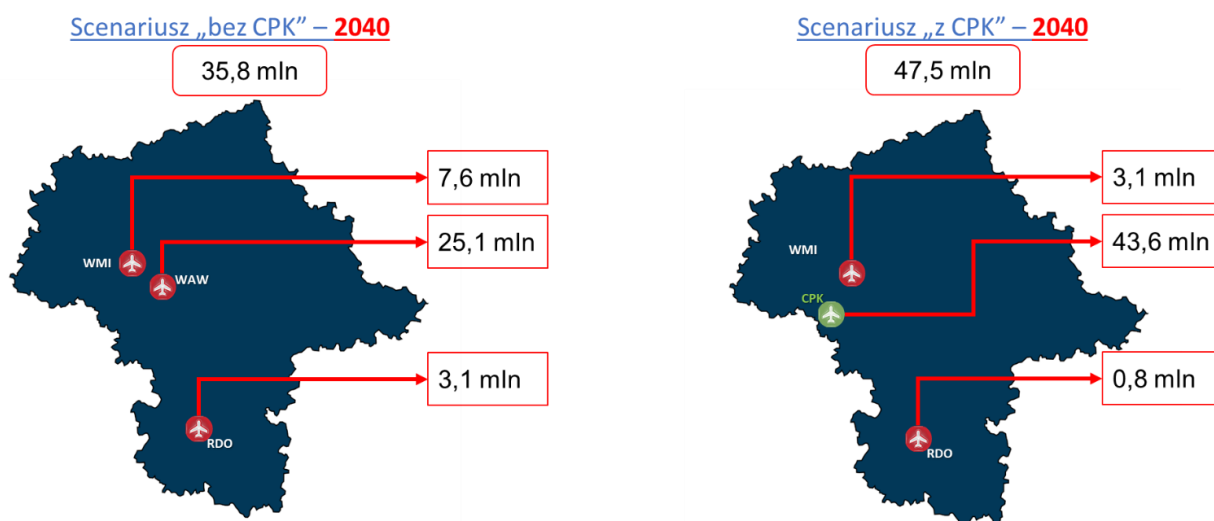 Scenariusz „bez CPK” – 2040
35,8 mln
7,6 mln
25,1 mln
WMI
WAW
3,1 mln
RDO
Scenariusz „z CPK” – 2040
47,5 mln
3,1 mln
43,6 mln
WMI
CPK
0,8 mln
RDO